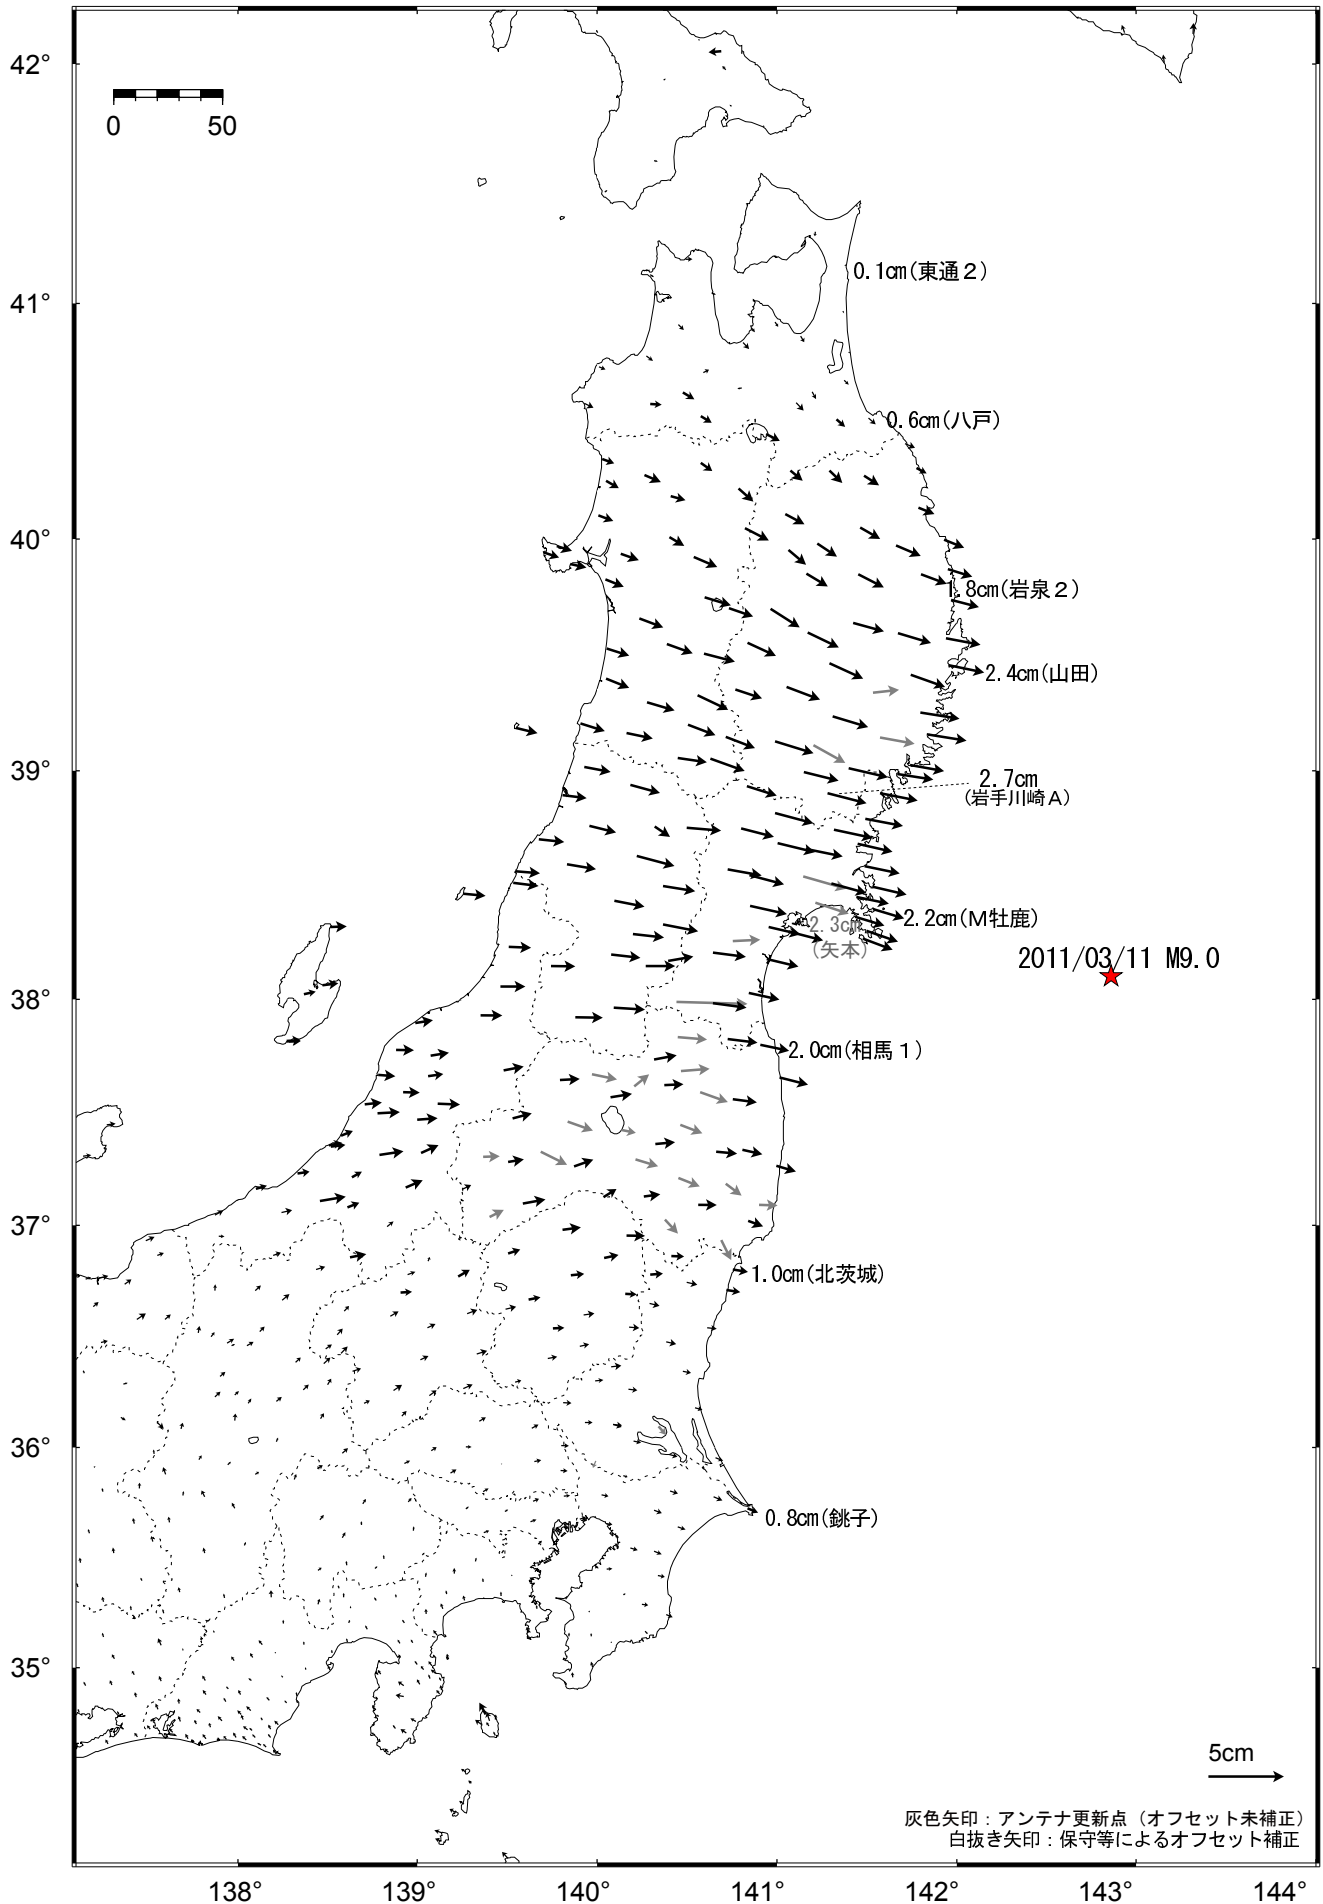 42°
0 50
0.1cm(東通２)
41°
0.6cm(八戸)
40°
1.8cm(岩泉２)
2.4cm(山田)
39°
2.7cm
(岩手川崎Ａ)
2.2cm(Ｍ牡鹿)
2.3cm
(矢本)
2011/03/11 M9.0
38°
2.0cm(相馬１)
37°
1.0cm(北茨城)
36°
0.8cm(銚子)
35°
5cm
灰色矢印：アンテナ更新点（オフセット未補正）
白抜き矢印：保守等によるオフセット補正
138° 139° 140° 141° 142° 143° 144°